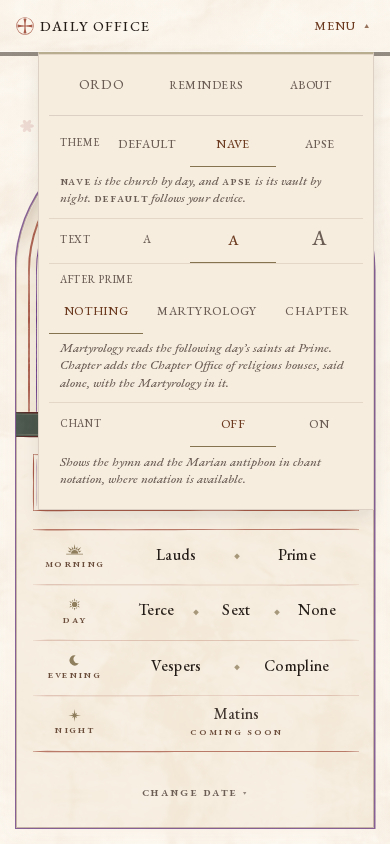 DAILY OFFICE
MENU
ORDO REMINDERS ABOUT
THEME DEFAULT NAVE APSE
NAVE is the church by day, and APSE is its vault by
night. DEFAULT follows your device.
TEXT A A A
AFTER PRIME
NOTHING MARTYROLOGY CHAPTER
Martyrology reads the following day's saints at Prime.
Chapter adds the Chapter Office of religious houses, said
alone, with the Martyrology in it.
CHANT OFF ON
Shows the hymn and the Marian antiphon in chant
notation, where notation is available.
MORNING Lauds Prime
DAY Terce Sext None
EVENING Vespers Compline
NIGHT Matins
COMING SOON
CHANGE DATE